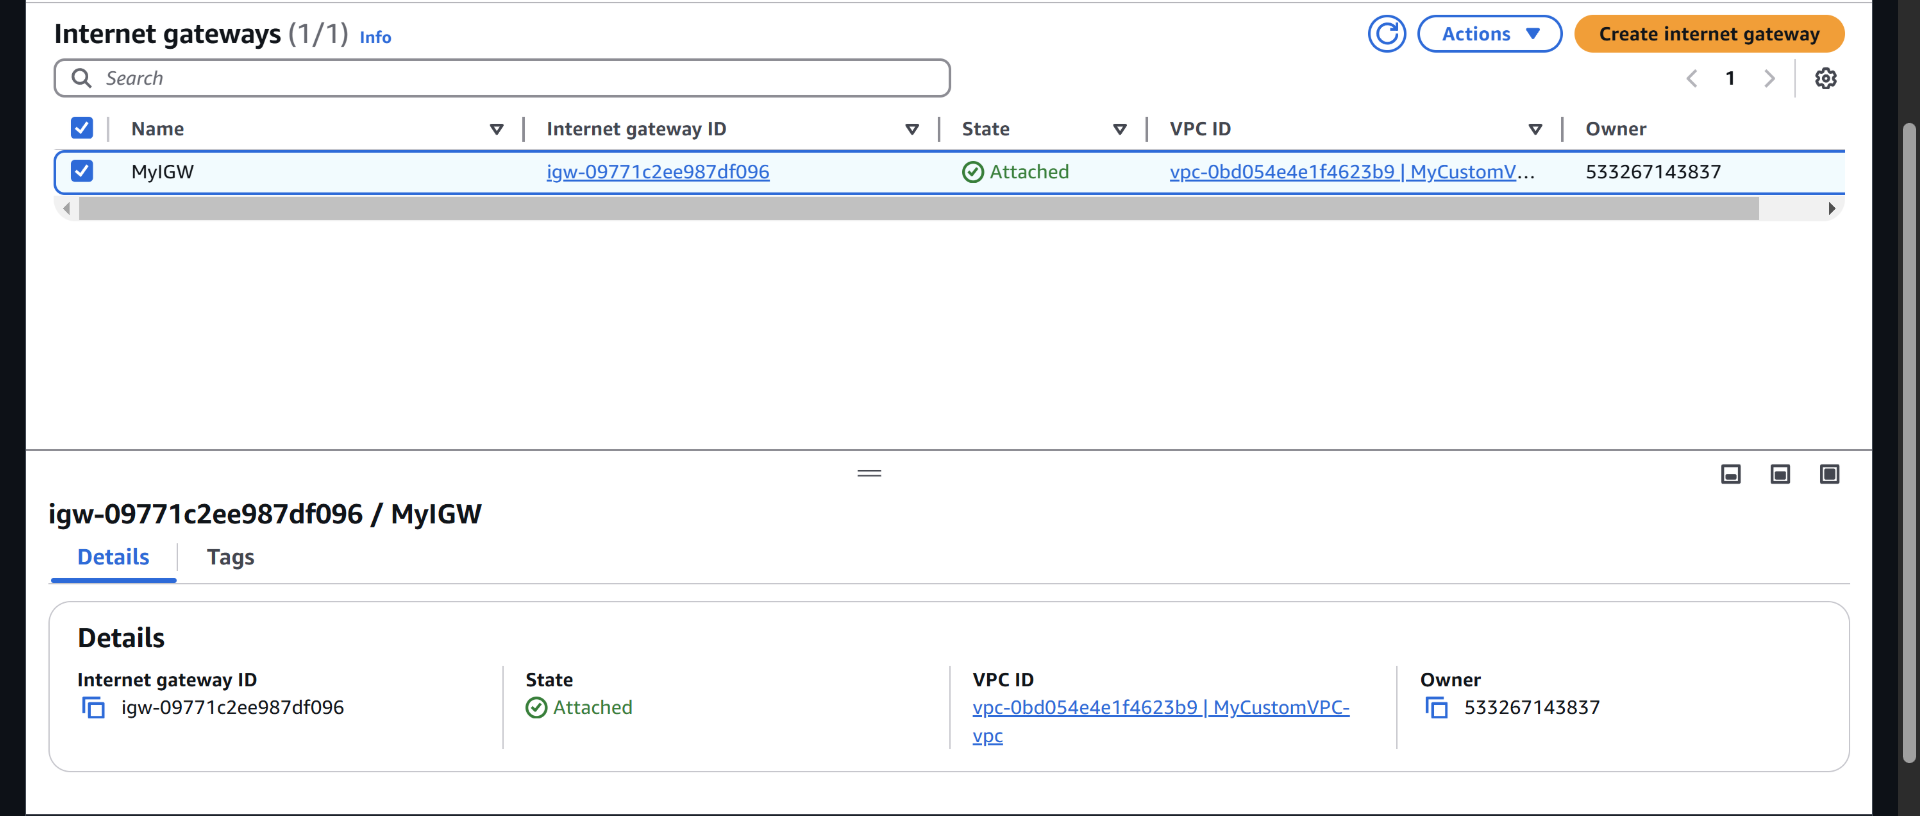 Internet gateways (1/1) Info
Actions
Create internet gateway
Search
1
Name Internet gateway ID State VPC ID Owner
MyIGW igw-09771c2ee987df096 Attached vpc-0bd054e4e1f4623b9 | MyCustomV... 533267143837
igw-09771c2ee987df096 / MyIGW
Details Tags
Details
Internet gateway ID State VPC ID Owner
igw-09771c2ee987df096 Attached vpc-0bd054e4e1f4623b9 | MyCustomVPC- 533267143837
vpc